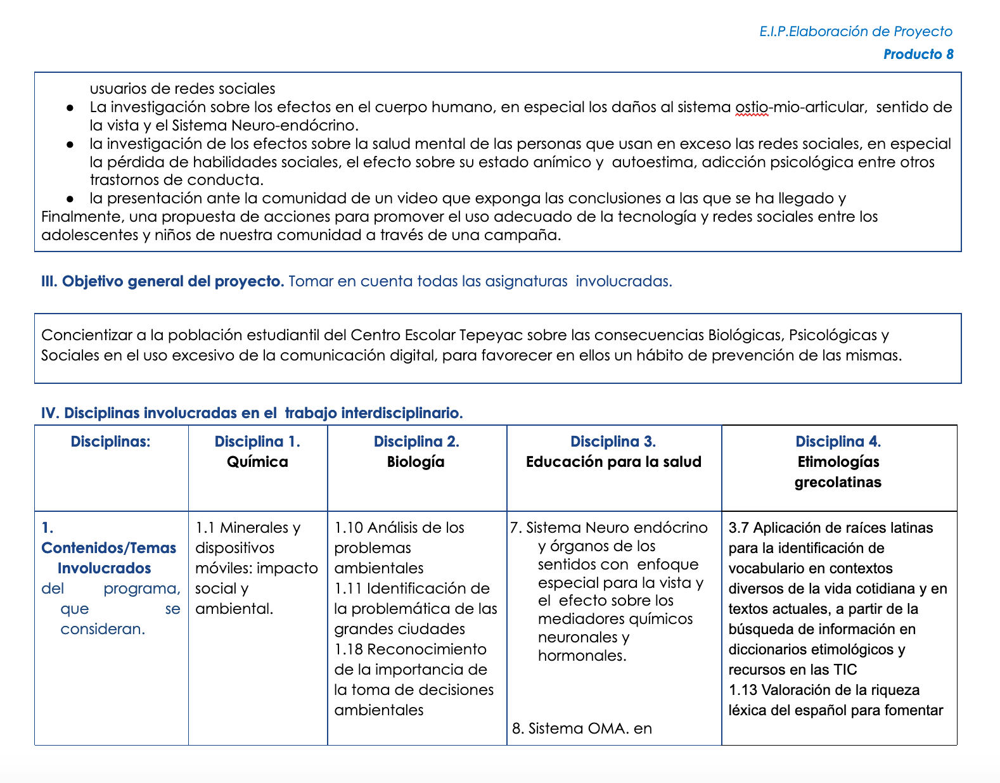 E.I.P.Elaboración de Proyecto
Producto 8
usuarios de redes sociales
● La investigación sobre los efectos en el cuerpo humano, en especial los daños al sistema ostio-mio-articular,  sentido de
la vista y el Sistema Neuro-endócrino.
● la investigación de los efectos sobre la salud mental de las personas que usan en exceso las redes sociales, en especial
la pérdida de habilidades sociales, el efecto sobre su estado anímico y  autoestima, adicción psicológica entre otros
trastornos de conducta.
● la presentación ante la comunidad de un video que exponga las conclusiones a las que se ha llegado y
Finalmente, una propuesta de acciones para promover el uso adecuado de la tecnología y redes sociales entre los
adolescentes y niños de nuestra comunidad a través de una campaña.
III. Objetivo general del proyecto. Tomar en cuenta todas las asignaturas  involucradas.
Concientizar a la población estudiantil del Centro Escolar Tepeyac sobre las consecuencias Biológicas, Psicológicas y
Sociales en el uso excesivo de la comunicación digital, para favorecer en ellos un hábito de prevención de las mismas.
IV. Disciplinas involucradas en el  trabajo interdisciplinario.
Disciplinas:
Disciplina 1.
Química
Disciplina 2.
Biología
Disciplina 3.
Educación para la salud
Disciplina 4.
Etimologías
grecolatinas
1.
Contenidos/Temas
Involucrados
del programa,
que se
consideran.
1.1 Minerales y
dispositivos
móviles: impacto
social y
ambiental.
1.10 Análisis de los
problemas
ambientales
1.11 Identificación de
la problemática de las
grandes ciudades
1.18 Reconocimiento
de la importancia de
la toma de decisiones
ambientales
7. Sistema Neuro endócrino
y órganos de los
sentidos con  enfoque
especial para la vista y
el  efecto sobre los
mediadores químicos
neuronales y
hormonales.
8. Sistema OMA. en
3.7 Aplicación de raíces latinas
para la identificación de
vocabulario en contextos
diversos de la vida cotidiana y en
textos actuales, a partir de la
búsqueda de información en
diccionarios etimológicos y
recursos en las TIC
1.13 Valoración de la riqueza
léxica del español para fomentar